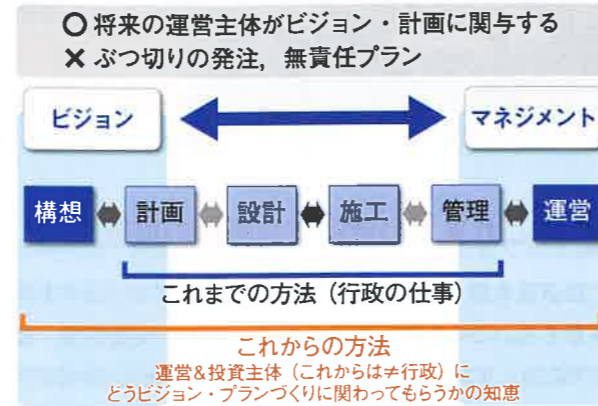 ○ 将来の運営主体がビジョン・計画に関与する
× ぶつ切りの発注，無責任プラン
ビジョン
マネジメント
構想 計画 設計 施工 管理 運営
これまでの方法（行政の仕事）
これからの方法
運営&投資主体（これからは≠行政）に
どうビジョン・プランづくりに関わってもらうかの知恵